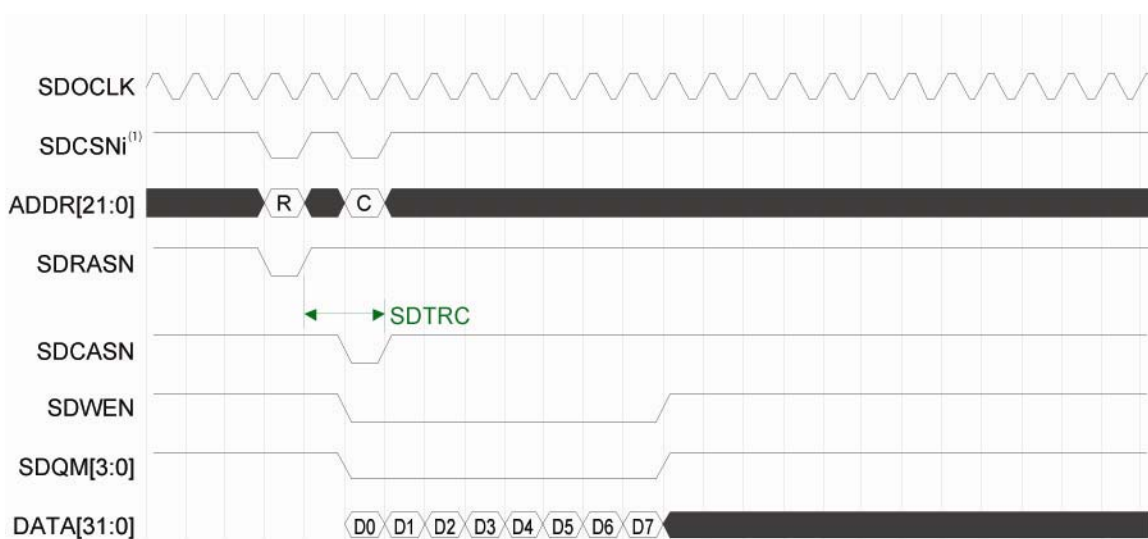 SDOCLK
SDCSNi(1)
ADDR[21:0] R C
SDRASN
SDTRC
SDCASN
SDWEN
SDQM[3:0]
DATA[31:0] D0 D1 D2 D3 D4 D5 D6 D7